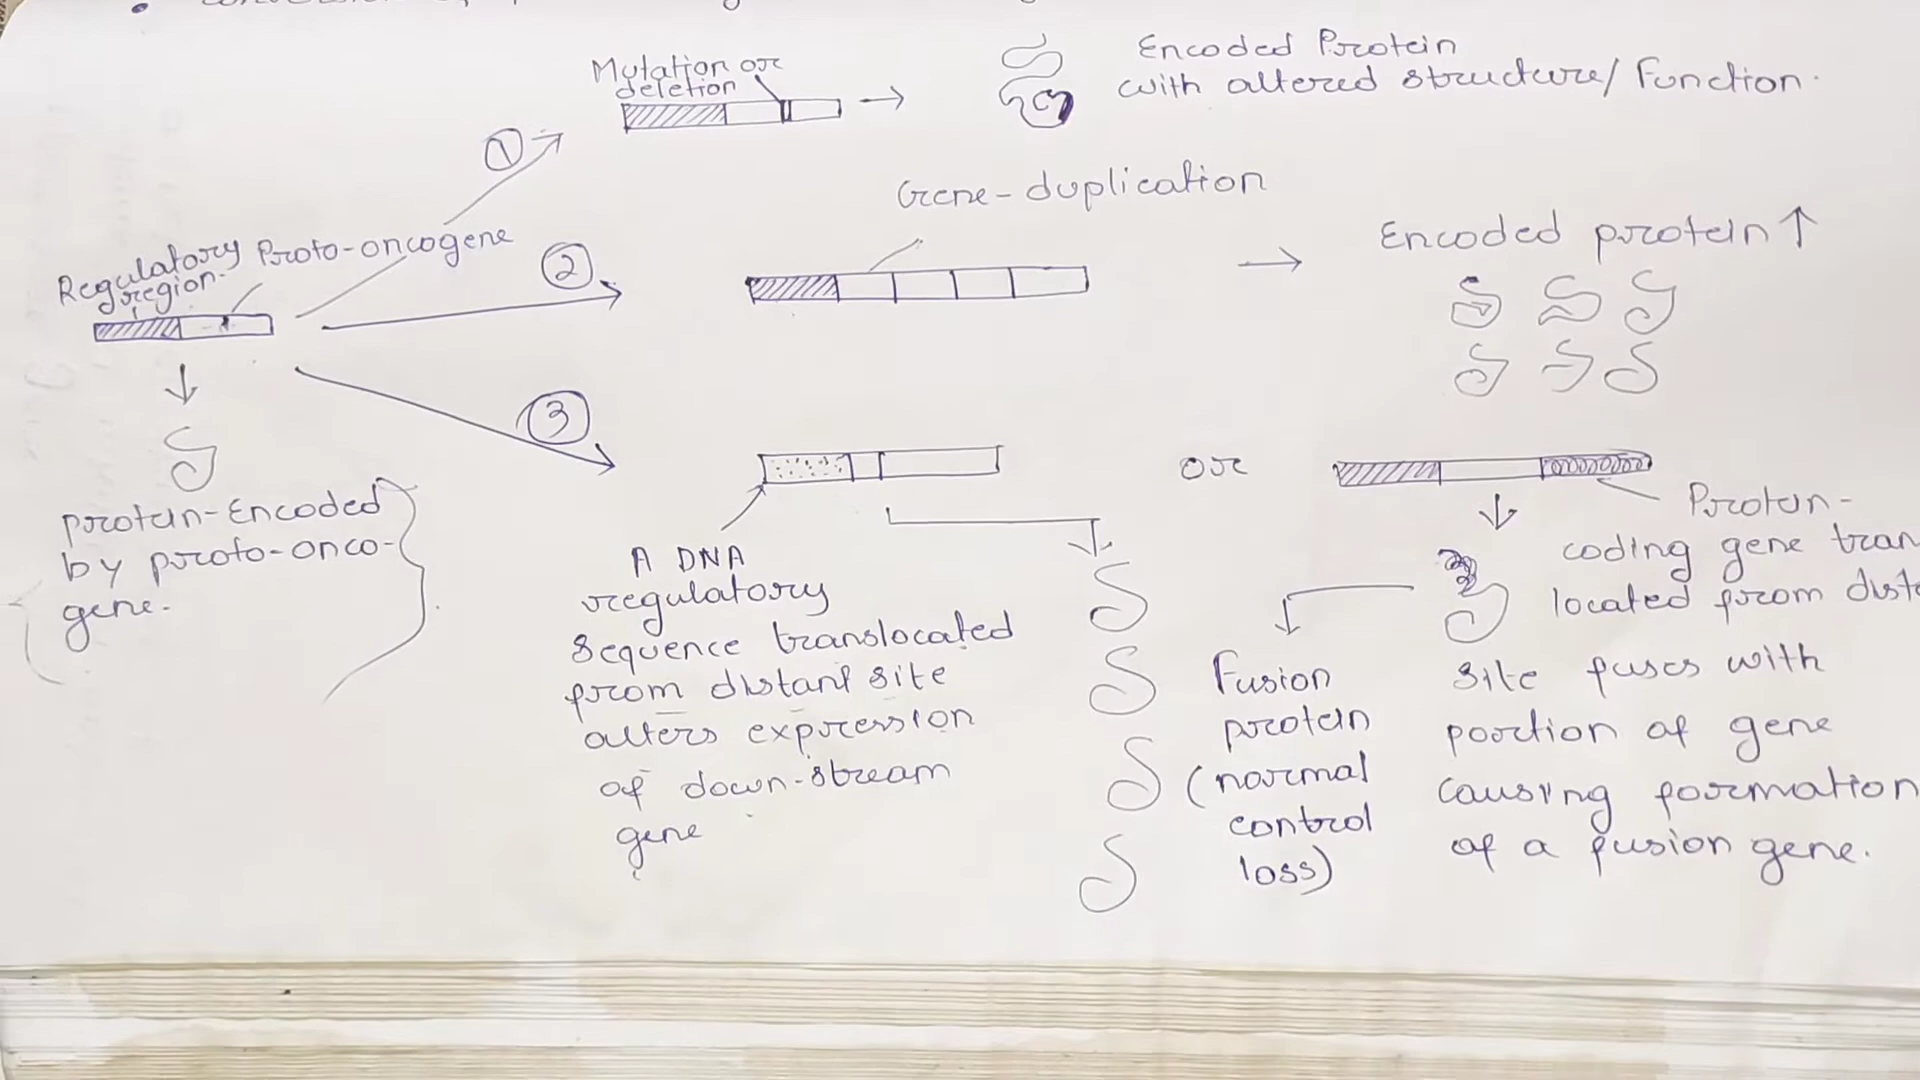 Mutation or
deletion
Encoded Protein
with altered structure/ Function.
①
Gene-duplication
Regulatory
region.
Proto-oncogene
②
Encoded protein ↑
③
or
Protein-Encoded
by proto-onco-
gene.
A DNA
regulatory
sequence translocated
from distant site
alters expression
of down-stream
gene
Fusion
protein
(normal
control
loss)
Protein-
coding gene tran
located from dist
site fuses with
portion of gene
causing formation
of a fusion gene.